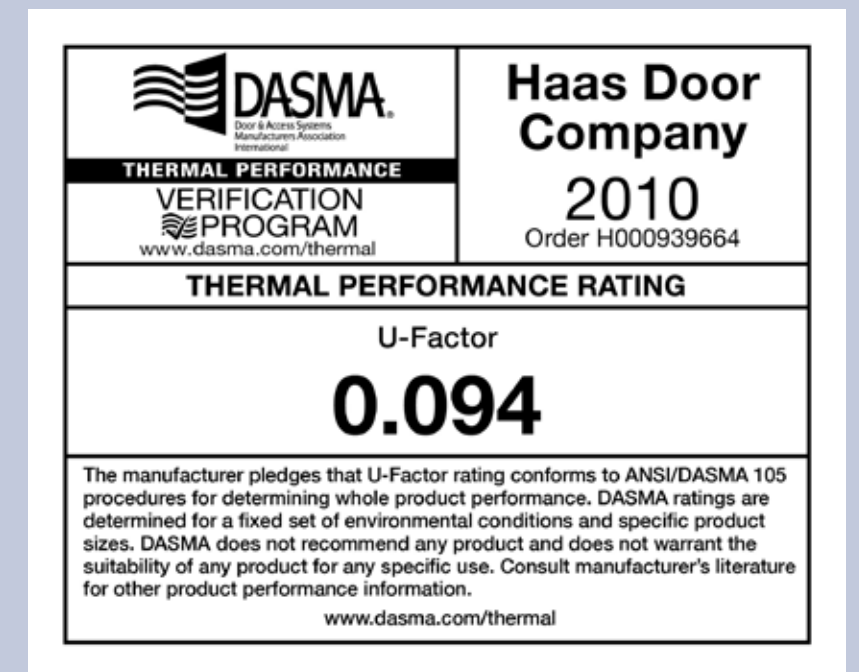 DASMA®
Door & Access Systems
Manufacturers Association
International
THERMAL PERFORMANCE
VERIFICATION
PROGRAM
www.dasma.com/thermal
Haas Door
Company
2010
Order H000939664
THERMAL PERFORMANCE RATING
U-Factor
0.094
The manufacturer pledges that U-Factor rating conforms to ANSI/DASMA 105
procedures for determining whole product performance. DASMA ratings are
determined for a fixed set of environmental conditions and specific product
sizes. DASMA does not recommend any product and does not warrant the
suitability of any product for any specific use. Consult manufacturer's literature
for other product performance information.
www.dasma.com/thermal